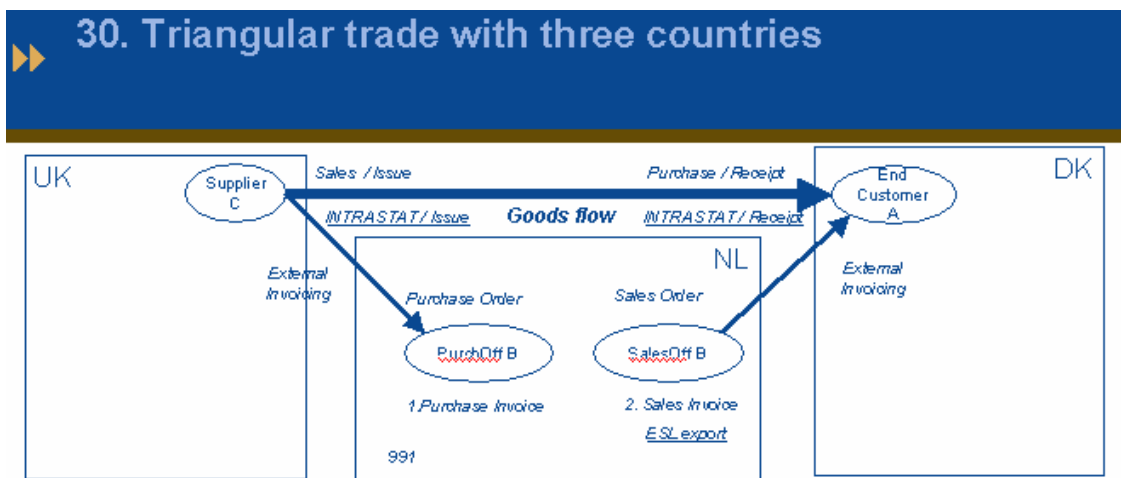 30. Triangular trade with three countries
UK
Supplier
C
Sales / Issue
Purchase / Receipt
End
Customer
A
DK
INTRASTAT / Issue
Goods flow
INTRASTAT / Receipt
NL
External
Invoicing
Purchase Order
Sales Order
External
Invoicing
PurchOff B
SalesOff B
1.Purchase Invoice
2. Sales Invoice
ESL export
991